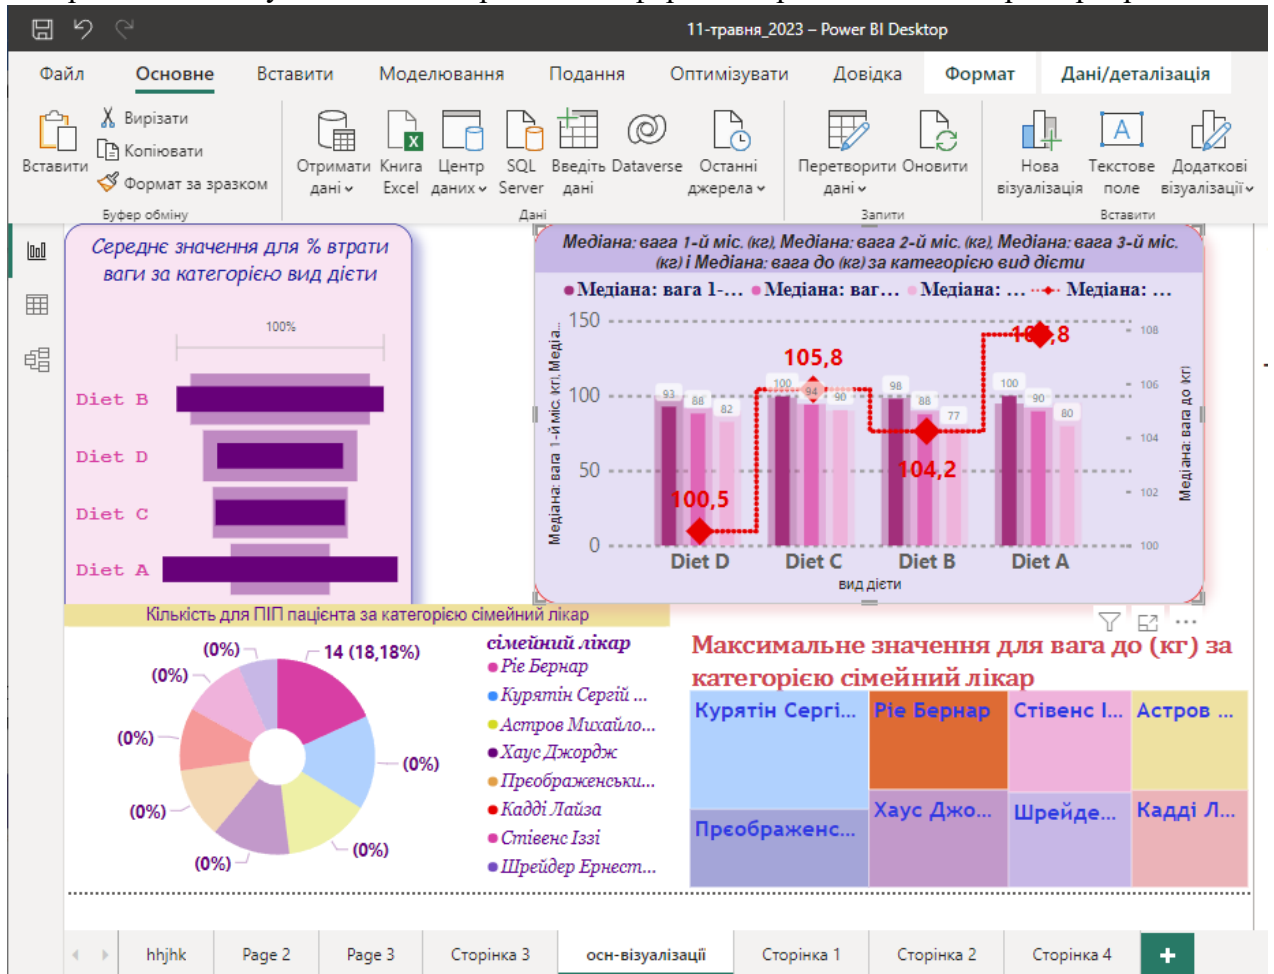 11-травня_2023 – Power BI Desktop
Файл Основне Вставити Моделювання Подання Оптимізувати Довідка Формат Дані/деталізація
Вставити
Вирізати
Копіювати
Формат за зразком
Буфер обміну
Отримати дані
Книга Excel
Центр даних
SQL Server
Введіть дані
Dataverse
Останні джерела
Дані
Перетворити дані
Оновити
Запити
Нова візуалізація
Текстове поле
Додаткові візуалізації
Вставити
Середнє значення для % втрати
ваги за категорією вид дієти
100%
Diet B
Diet D
Diet C
Diet A
Медіана: вага 1-й міс. (кг), Медіана: вага 2-й міс. (кг), Медіана: вага 3-й міс.
(кг) і Медіана: вага до (кг) за категорією вид дієти
Медіана: вага 1-... Медіана: ваг... Медіана: ... Медіана: ...
Медіана: вага 1-й міс. (кг), Медіа...
150
100
50
0
93 88 82
100 94 90
98 88 77
100 90 80
100,5
105,8
104,2
108
106
104
102
100
Медіана: вага до (кг)
Diet D Diet C Diet B Diet A
вид дієти
Кількість для ПІП пацієнта за категорією сімейний лікар
14 (18,18%)
(0%)
(0%)
(0%)
(0%)
(0%)
(0%)
(0%)
сімейний лікар
Ріе Бернар
Курятін Сергій ...
Астров Михайло...
Хаус Джордж
Прєображенськи...
Кадді Лайза
Стівенс Іззі
Шрейдер Ернест...
Максимальне значення для вага до (кг) за
категорією сімейний лікар
Курятін Сергі... Ріе Бернар Стівенс І... Астров ...
Прєображенс... Хаус Джо... Шрейде... Кадді Л...
hhjhk Page 2 Page 3 Сторінка 3 осн-візуалізації Сторінка 1 Сторінка 2 Сторінка 4 +